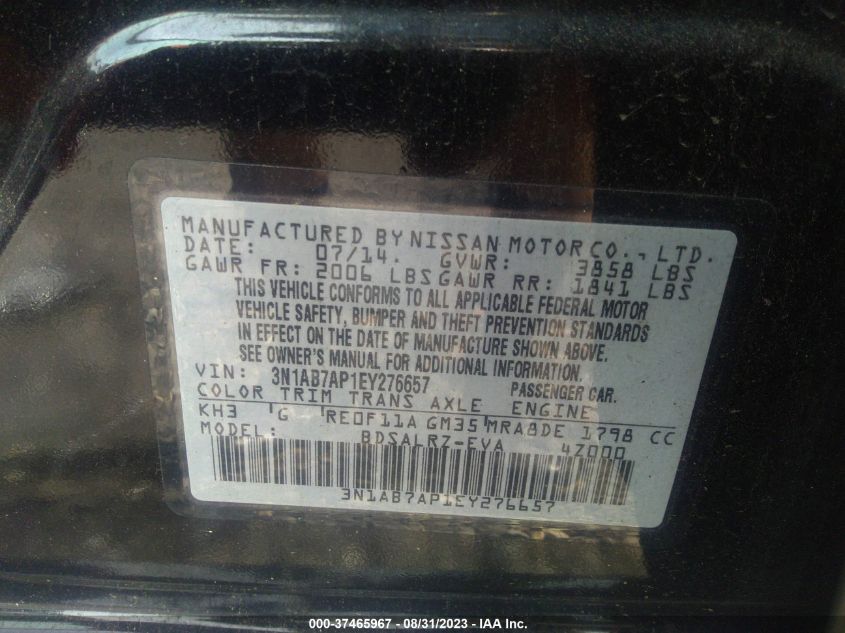 MANUFACTURED BY NISSAN MOTOR CO., LTD.
DATE: 07/14. GVWR: 3858 LBS
GAWR FR: 2006 LBS GAWR RR: 1841 LBS
THIS VEHICLE CONFORMS TO ALL APPLICABLE FEDERAL MOTOR
VEHICLE SAFETY, BUMPER AND THEFT PREVENTION STANDARDS
IN EFFECT ON THE DATE OF MANUFACTURE SHOWN ABOVE.
SEE OWNER'S MANUAL FOR ADDITIONAL INFORMATION.
VIN: 3N1AB7AP1EY276657 PASSENGER CAR.
COLOR TRIM TRANS AXLE ENGINE
KH3 G RE0F11A GM35 MRA8DE 1798 CC
MODEL: BDSALRZ-EVA 4Z000
3N1AB7AP1EY276657
000-37465967 - 08/31/2023 - IAA Inc.